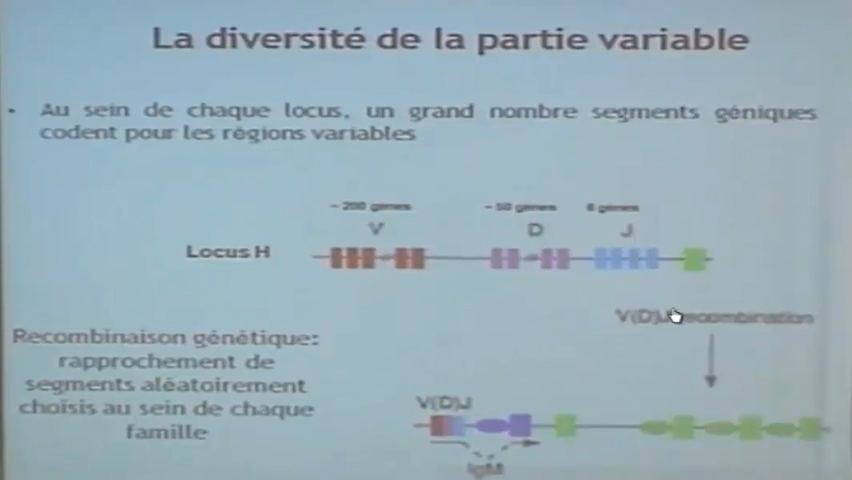 La diversité de la partie variable
• Au sein de chaque locus, un grand nombre segments géniques
codent pour les régions variables
~ 200 gènes
~ 50 gènes
6 gènes
V
D
J
Locus H
V(D)J recombination
Recombinaison génétique:
rapprochement de
segments aléatoirement
choisis au sein de chaque
famille
V(D)J
IgM